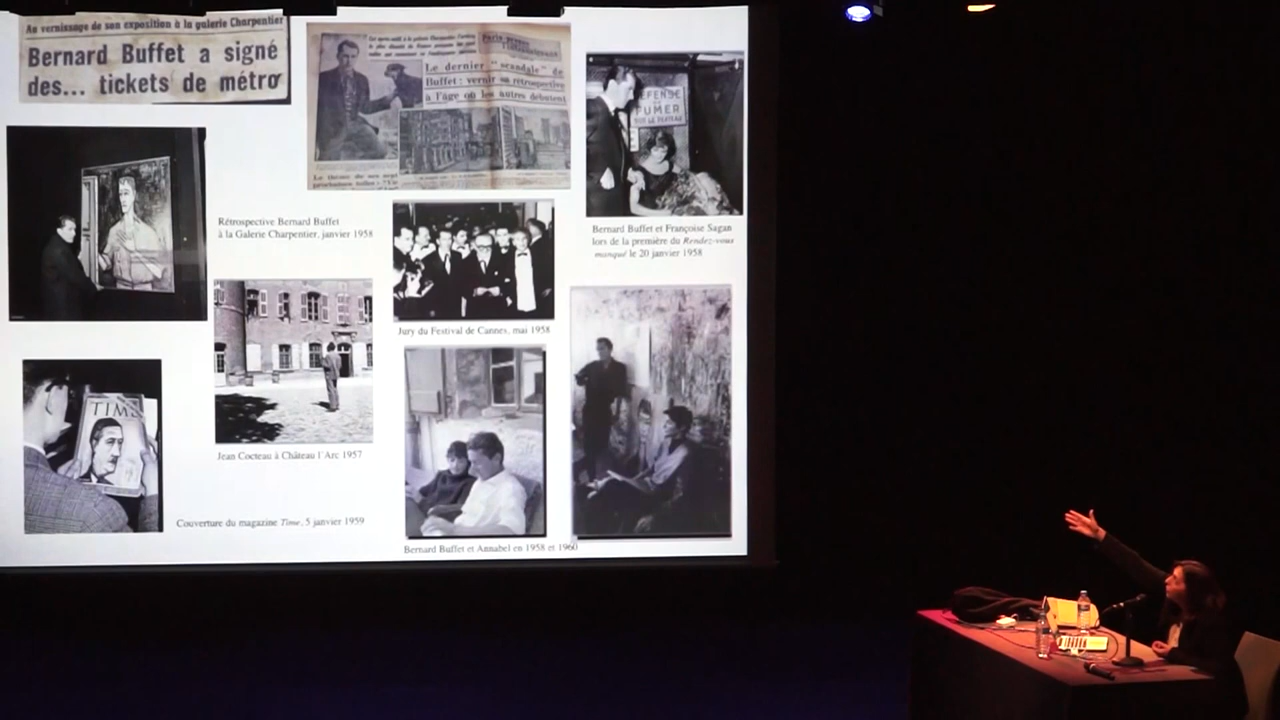 Au vernissage de son exposition à la galerie Charpentier
Bernard Buffet a signé
des... tickets de métro
Le dernier "scandale" de
Buffet : vernir sa rétrospective
à l'âge où les autres débutent
DÉFENSE
DE
FUMER
Rétrospective Bernard Buffet
à la Galerie Charpentier, janvier 1958
Bernard Buffet et Françoise Sagan
lors de la première du Rendez-vous
manqué le 20 janvier 1958
Jury du Festival de Cannes, mai 1958
TIME
Jean Cocteau à Château l'Arc 1957
Couverture du magazine Time, 5 janvier 1959
Bernard Buffet et Annabel en 1958 et 1960